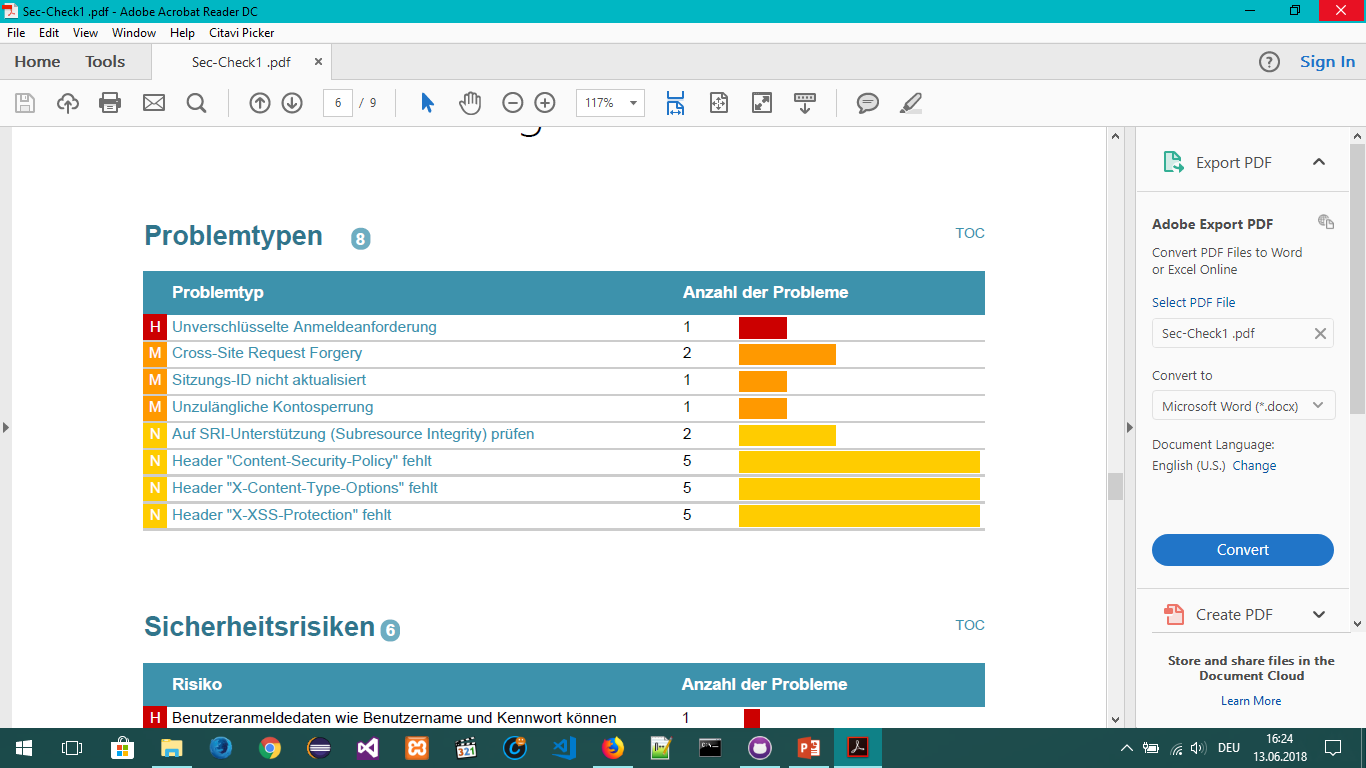 Sec-Check1 .pdf - Adobe Acrobat Reader DC
File Edit View Window Help Citavi Picker
Home Tools Sec-Check1 .pdf × ? Sign In
6 / 9 117%
Problemtypen 8 TOC
Problemtyp Anzahl der Probleme
H Unverschlüsselte Anmeldeanforderung 1
M Cross-Site Request Forgery 2
M Sitzungs-ID nicht aktualisiert 1
M Unzulängliche Kontosperrung 1
N Auf SRI-Unterstützung (Subresource Integrity) prüfen 2
N Header "Content-Security-Policy" fehlt 5
N Header "X-Content-Type-Options" fehlt 5
N Header "X-XSS-Protection" fehlt 5
Sicherheitsrisiken 6 TOC
Risiko Anzahl der Probleme
H Benutzeranmeldedaten wie Benutzername und Kennwort können 1
Export PDF
Adobe Export PDF
Convert PDF Files to Word
or Excel Online
Select PDF File
Sec-Check1 .pdf
Convert to
Microsoft Word (*.docx)
Document Language:
English (U.S.) Change
Convert
Create PDF
Store and share files in the
Document Cloud
Learn More
321
DEU
16:24
13.06.2018